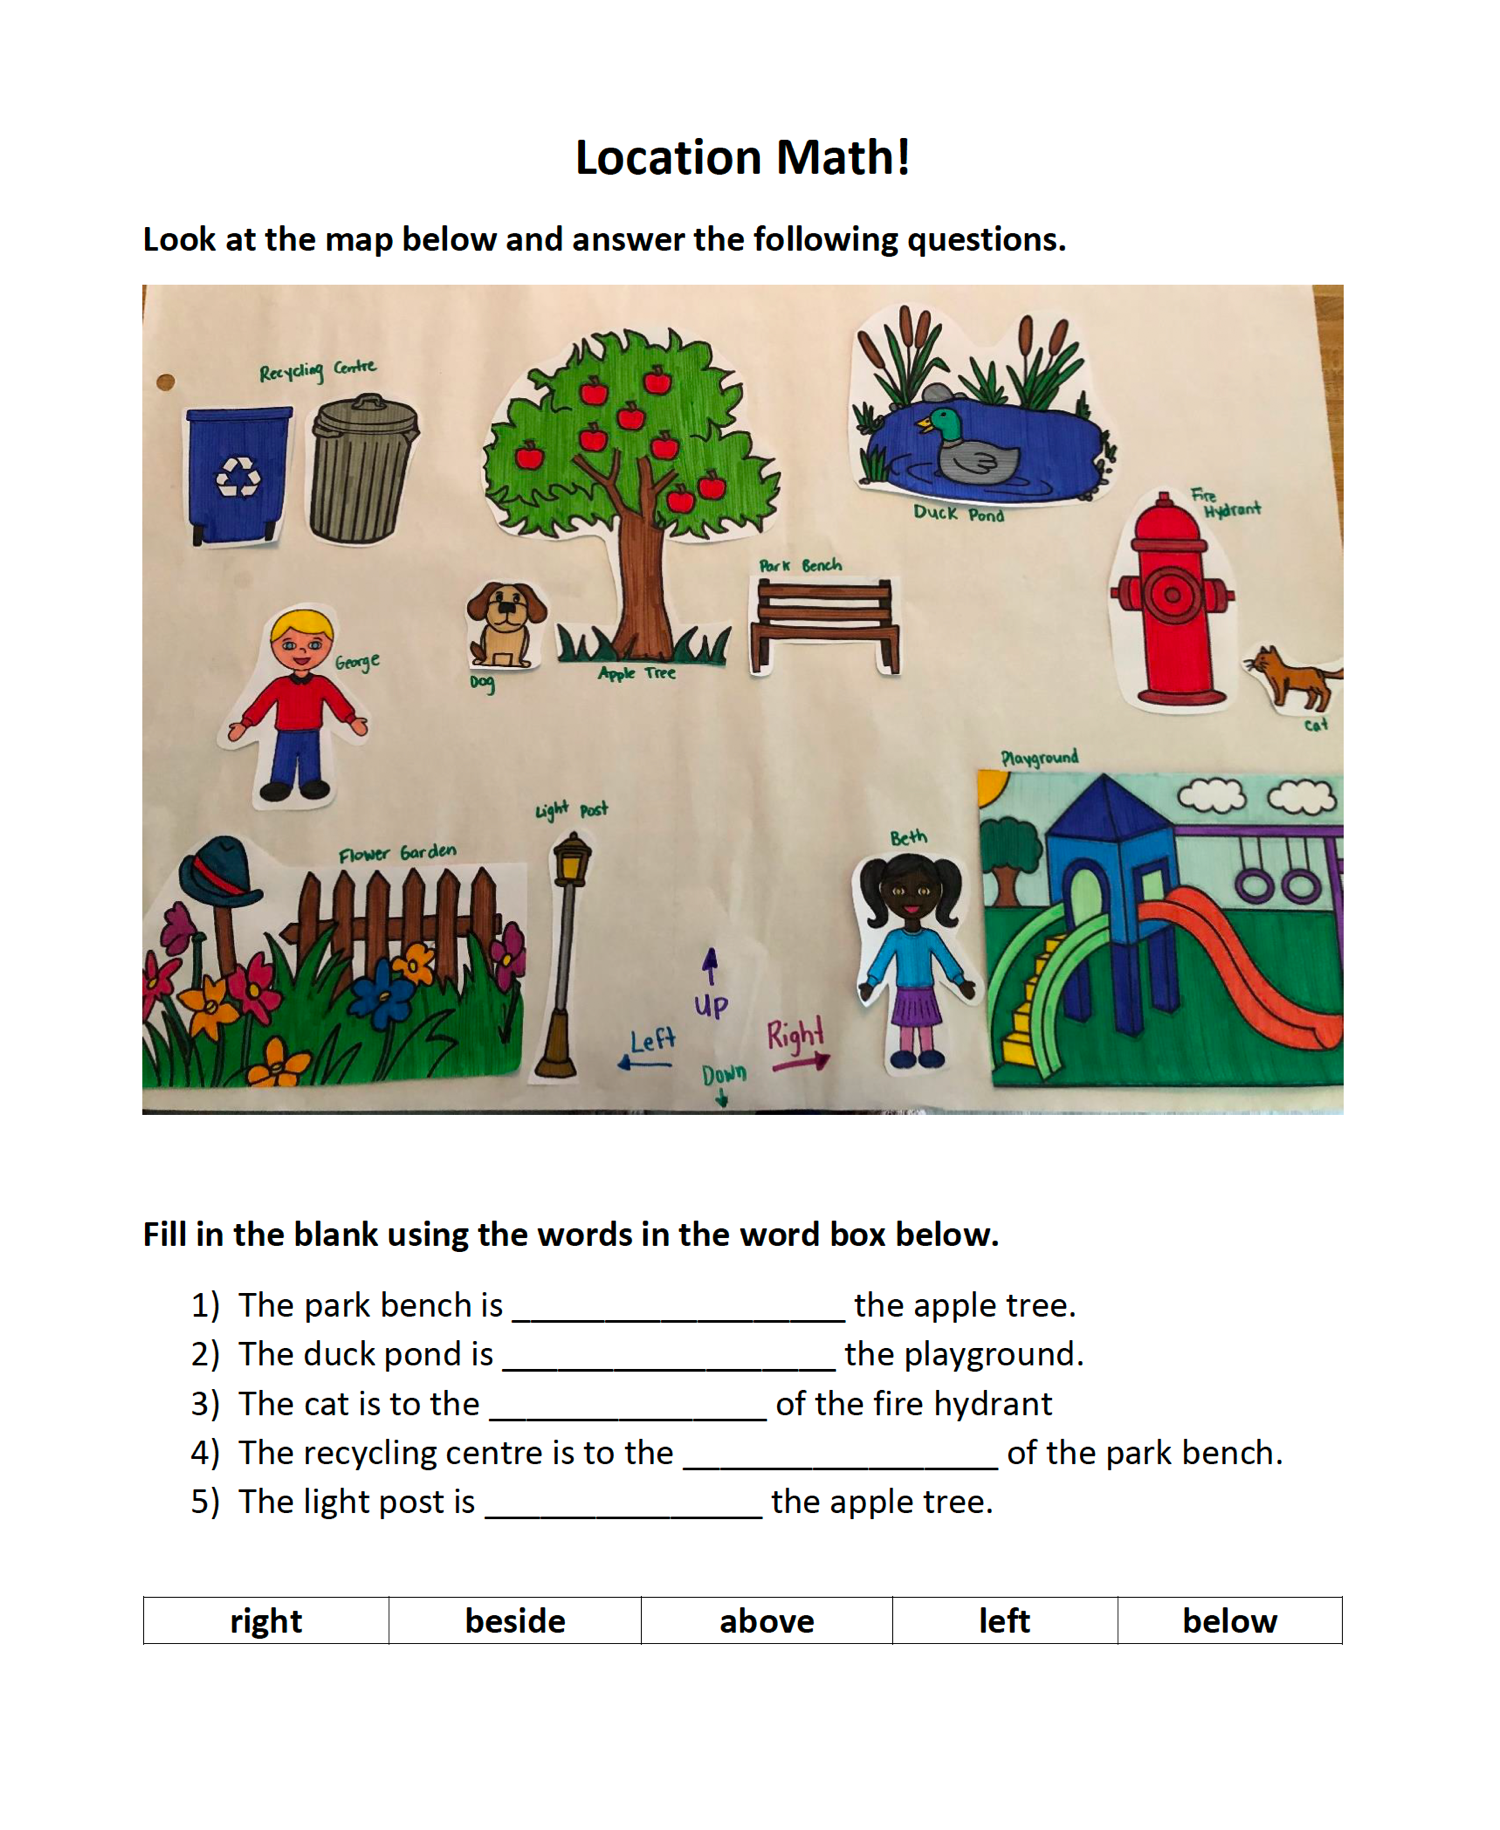 Location Math!
Look at the map below and answer the following questions.
Recycling Centre
Duck Pond
Fire
Hydrant
Park Bench
George
Dog
Apple Tree
Cat
Playground
Light Post
Beth
Flower Garden
UP
Left
Right
Down
Fill in the blank using the words in the word box below.
1) The park bench is __________________ the apple tree.
2) The duck pond is __________________ the playground.
3) The cat is to the _______________ of the fire hydrant
4) The recycling centre is to the _________________ of the park bench.
5) The light post is _______________ the apple tree.
right beside above left below